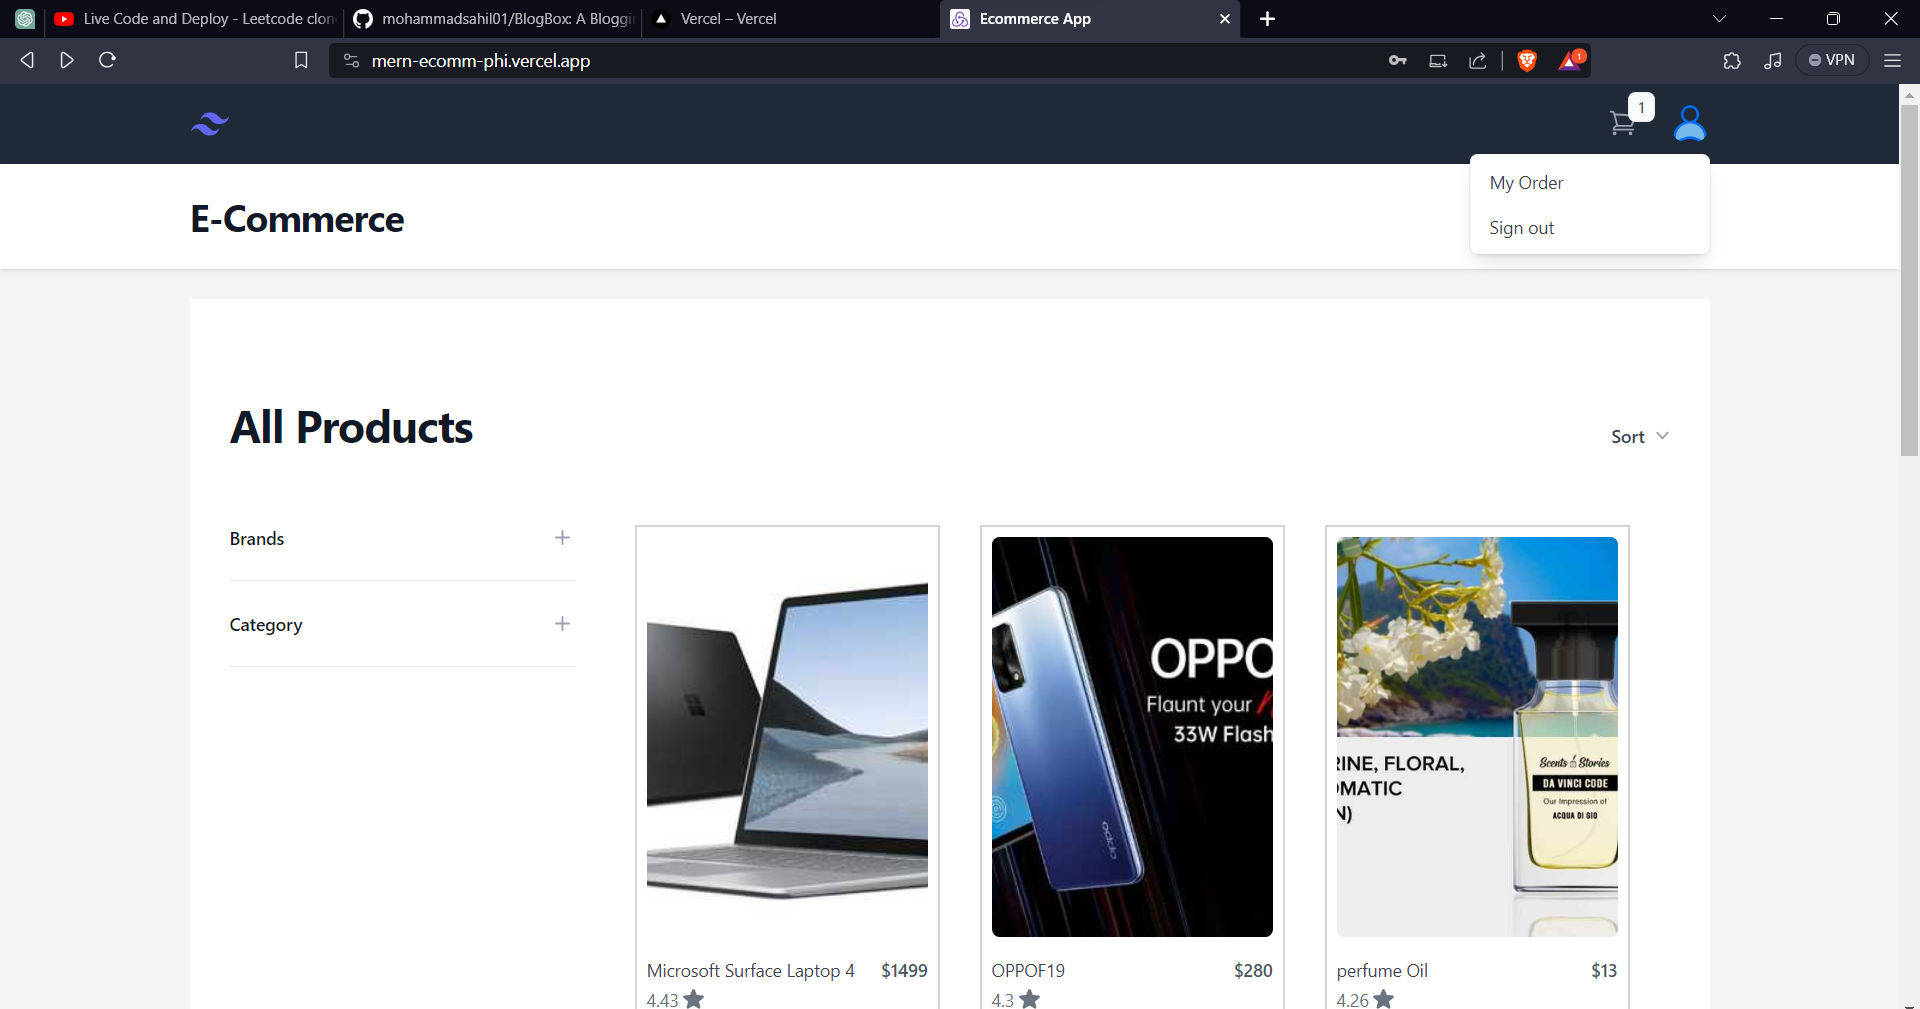 Live Code and Deploy - Leetcode clon
mohammadsahil01/BlogBox: A Bloggi
Vercel – Vercel
Ecommerce App
mern-ecomm-phi.vercel.app
1
VPN
1
My Order
Sign out
E-Commerce
All Products
Sort
Brands
Category
OPPO
Flaunt your
33W Flash
oppo
RINE, FLORAL,
MATIC
N)
Scents & Stories
DA VINCI CODE
Our Impression of
ACQUA DI GIO
Microsoft Surface Laptop 4 $1499
4.43
OPPOF19 $280
4.3
perfume Oil $13
4.26